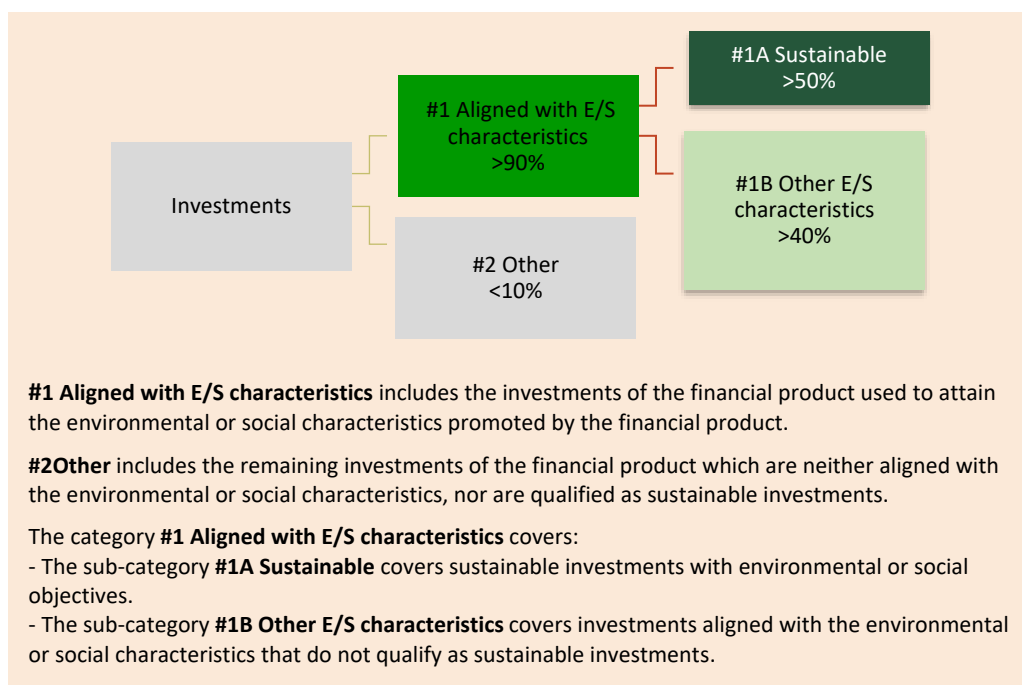 #1A Sustainable
>50%
#1 Aligned with E/S
characteristics
>90%
#1B Other E/S
characteristics
>40%
Investments
#2 Other
<10%
#1 Aligned with E/S characteristics includes the investments of the financial product used to attain
the environmental or social characteristics promoted by the financial product.
#2Other includes the remaining investments of the financial product which are neither aligned with
the environmental or social characteristics, nor are qualified as sustainable investments.
The category #1 Aligned with E/S characteristics covers:
- The sub-category #1A Sustainable covers sustainable investments with environmental or social
objectives.
- The sub-category #1B Other E/S characteristics covers investments aligned with the environmental
or social characteristics that do not qualify as sustainable investments.